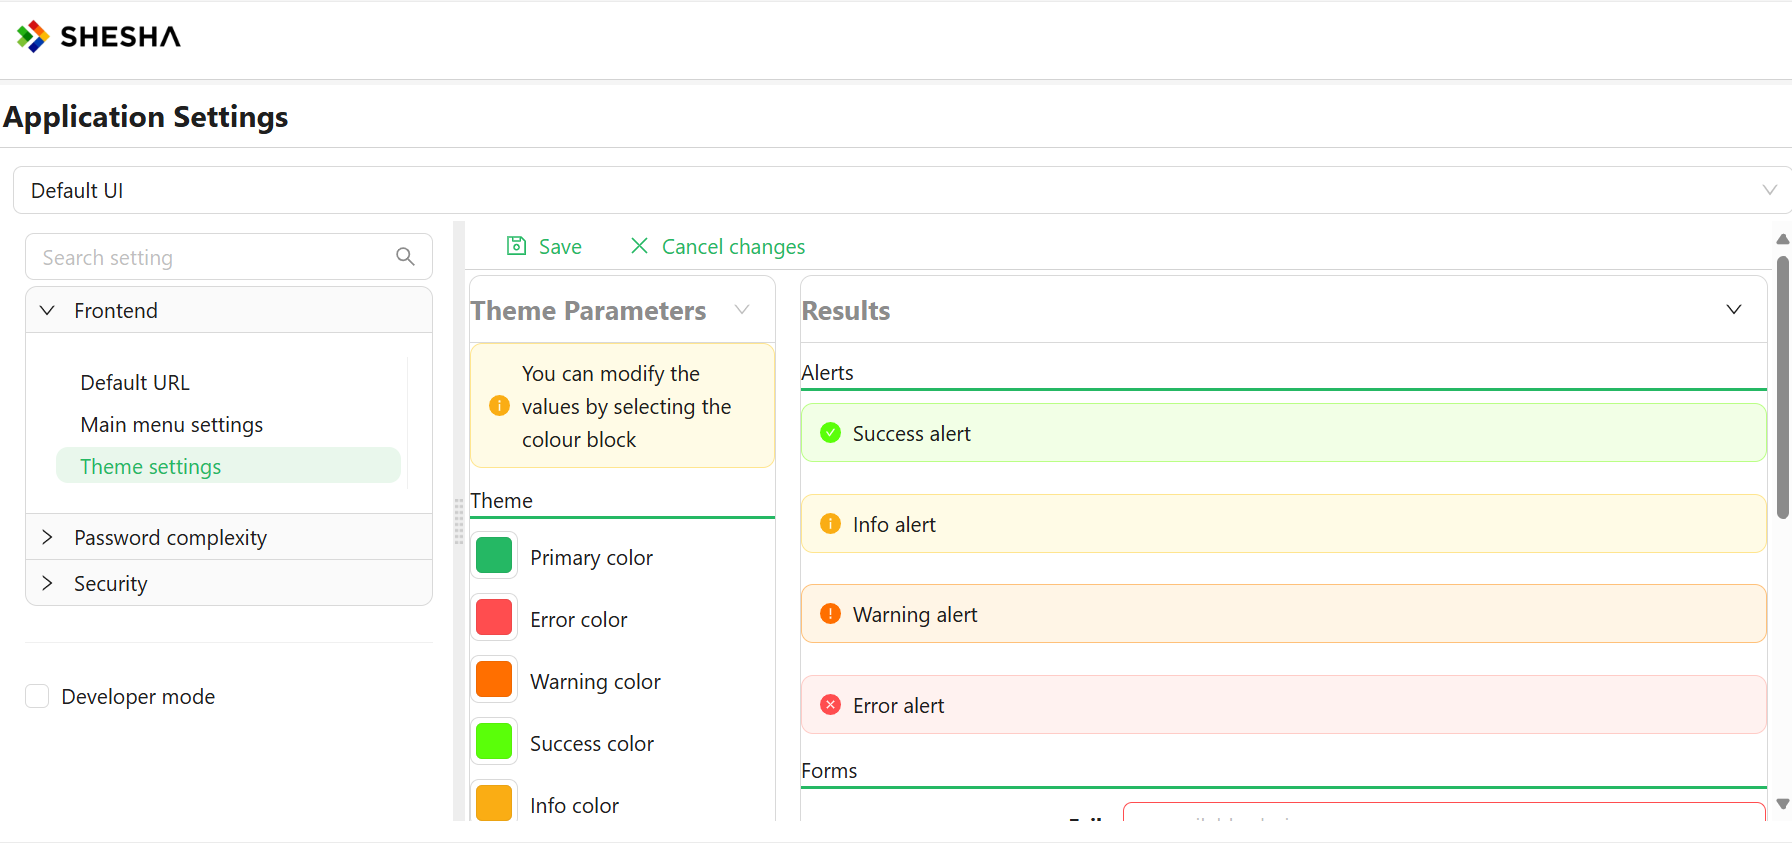 SHESHA
Application Settings
Default UI
Search setting
Frontend
Default URL
Main menu settings
Theme settings
Password complexity
Security
Developer mode
Save
Cancel changes
Theme Parameters
You can modify the
values by selecting the
colour block
Theme
Primary color
Error color
Warning color
Success color
Info color
Results
Alerts
Success alert
Info alert
Warning alert
Error alert
Forms